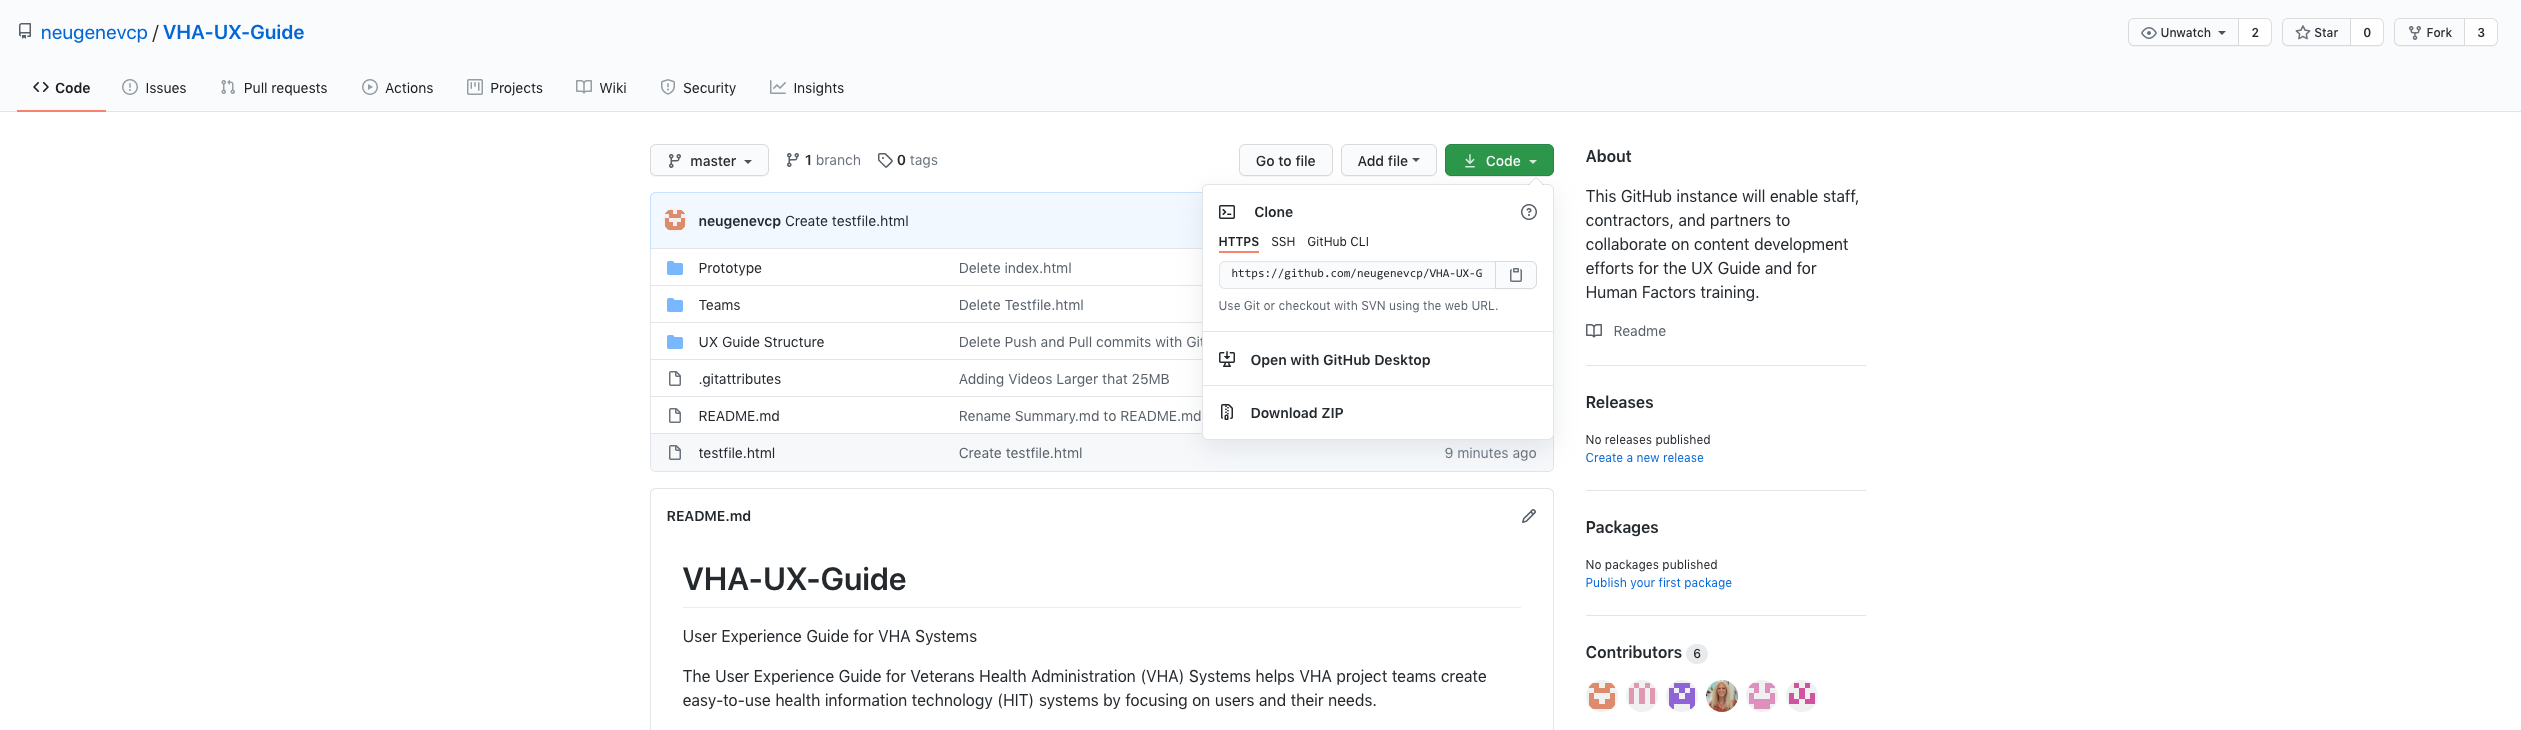 neugenevcp / VHA-UX-Guide
Unwatch 2 Star 0 Fork 3
Code Issues Pull requests Actions Projects Wiki Security Insights
master 1 branch 0 tags Go to file Add file Code
neugenevcp Create testfile.html
Prototype Delete index.html
Teams Delete Testfile.html
UX Guide Structure Delete Push and Pull commits with Git
.gitattributes Adding Videos Larger that 25MB
README.md Rename Summary.md to README.md
testfile.html Create testfile.html 9 minutes ago
Clone
HTTPS SSH GitHub CLI
https://github.com/neugenevcp/VHA-UX-G
Use Git or checkout with SVN using the web URL.
Open with GitHub Desktop
Download ZIP
README.md
VHA-UX-Guide
User Experience Guide for VHA Systems
The User Experience Guide for Veterans Health Administration (VHA) Systems helps VHA project teams create
easy-to-use health information technology (HIT) systems by focusing on users and their needs.
About
This GitHub instance will enable staff,
contractors, and partners to
collaborate on content development
efforts for the UX Guide and for
Human Factors training.
Readme
Releases
No releases published
Create a new release
Packages
No packages published
Publish your first package
Contributors 6